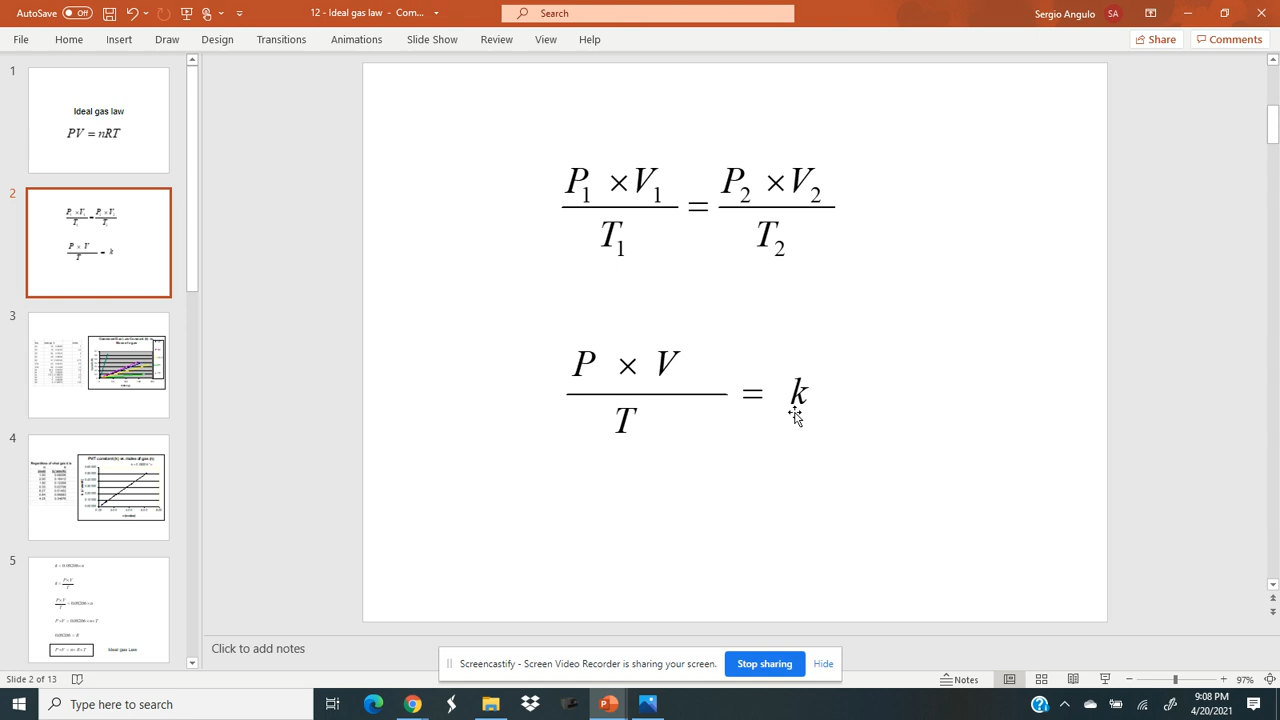 AutoSave Off 12 - Ideal gas law - Com... Search Sergio Angulo SA
File Home Insert Draw Design Transitions Animations Slide Show Review View Help Share Comments
1
Ideal gas law
PV = nRT
2
P × V
T = k
3
4
5
Ideal gas Law
P₁ × V₁ / T₁ = P₂ × V₂ / T₂
P × V / T = k
Click to add notes
Screencastify - Screen Video Recorder is sharing your screen. Stop sharing Hide
Slide 2 of 13 Notes 97%
Type here to search 9:08 PM
4/20/2021